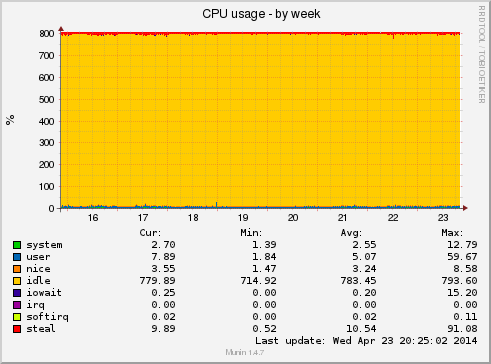 CPU usage - by week
RRDTOOL / TOBI OETIKER
%
800
700
600
500
400
300
200
100
0
16 17 18 19 20 21 22 23
Cur: Min: Avg: Max:
system 2.70 1.39 2.55 12.79
user 7.89 1.84 5.07 59.67
nice 3.55 1.47 3.24 8.58
idle 779.89 714.92 783.45 793.60
iowait 0.25 0.00 0.20 15.20
irq 0.00 0.00 0.00 0.00
softirq 0.02 0.00 0.02 0.11
steal 9.89 0.52 10.54 91.08
Last update: Wed Apr 23 20:25:02 2014
Munin 1.4.7